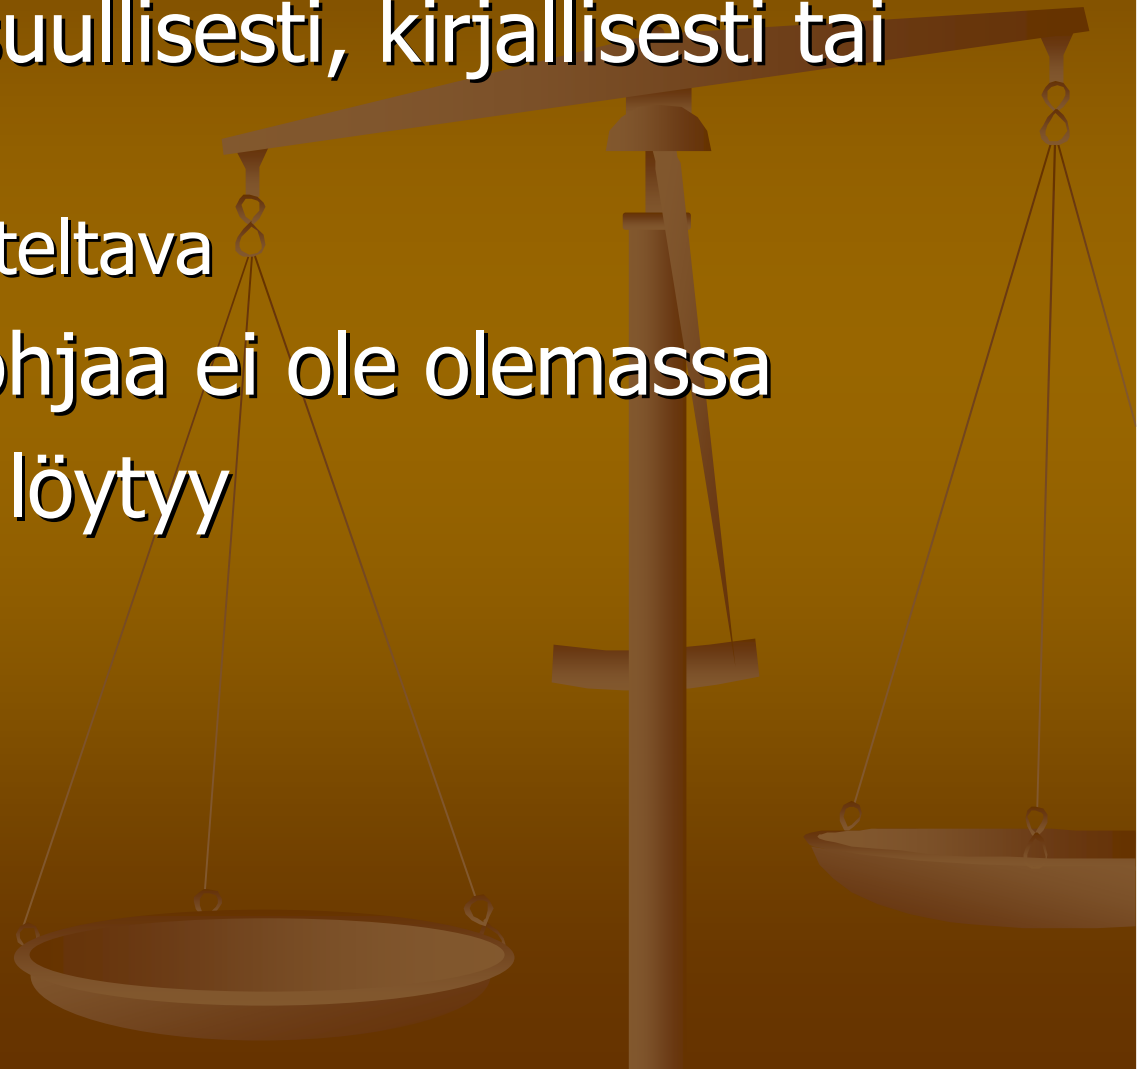 suullisesti, kirjallisesti tai
teltava
ohjaa ei ole olemassa
löytyy